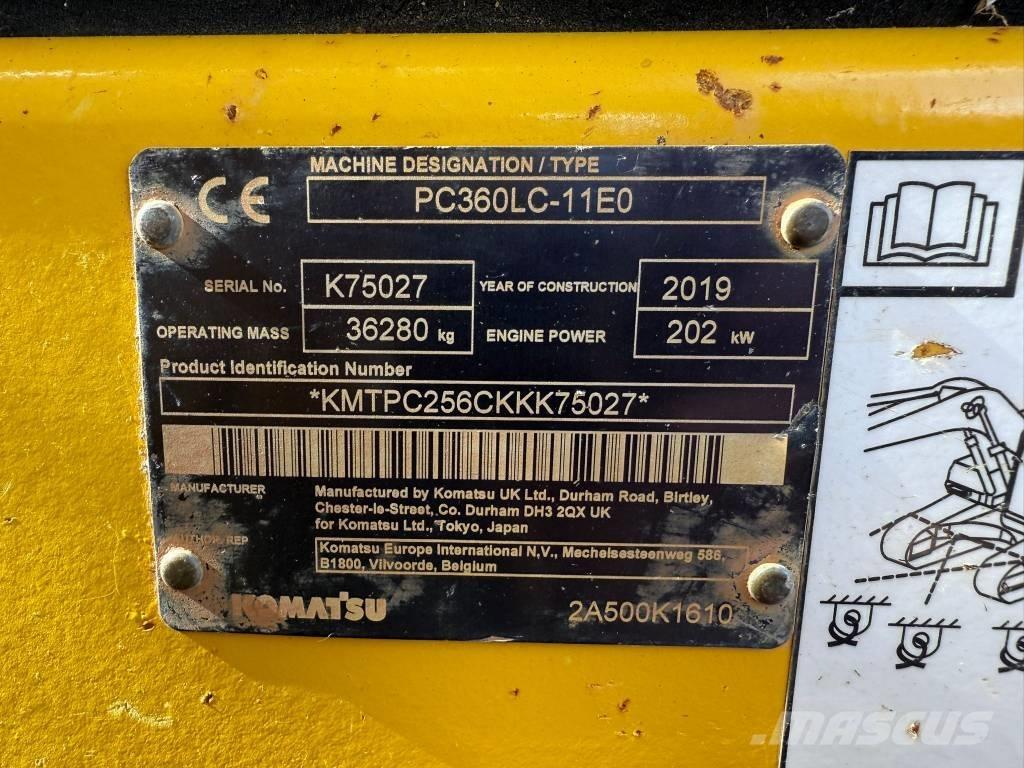 MACHINE DESIGNATION / TYPE
CE
PC360LC-11E0
SERIAL No. K75027 YEAR OF CONSTRUCTION 2019
OPERATING MASS 36280 kg ENGINE POWER 202 kW
Product Identification Number
*KMTPC256CKKK75027*
MANUFACTURER
Manufactured by Komatsu UK Ltd., Durham Road, Birtley,
Chester-le-Street, Co. Durham DH3 2QX UK
for Komatsu Ltd., Tokyo, Japan
AUTHOR. REP
Komatsu Europe International N.V., Mechelsesteenweg 586,
B1800, Vilvoorde, Belgium
KOMATSU
2A500K1610
MASCUS